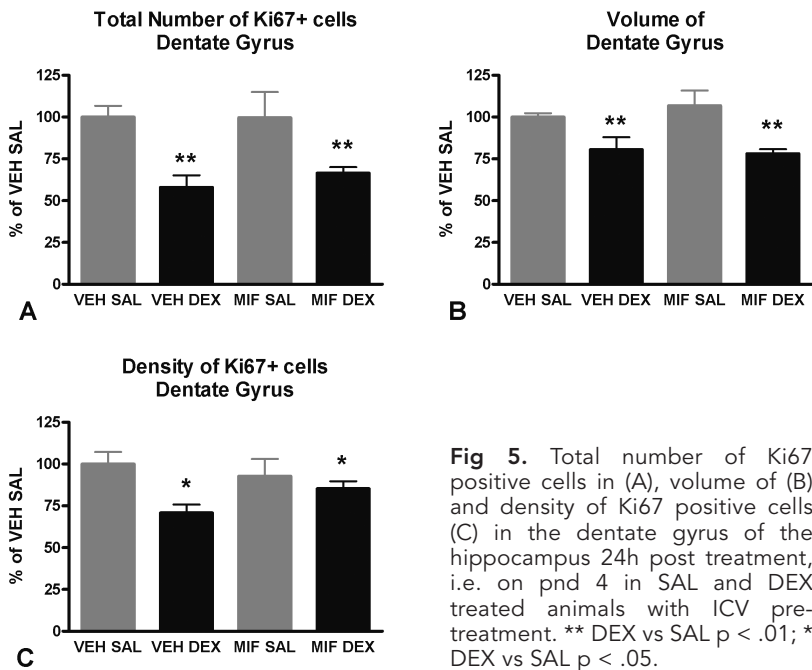 Total Number of Ki67+ cells
Dentate Gyrus
% of VEH SAL
125
100
75
50
25
0
VEH SAL VEH DEX MIF SAL MIF DEX
A
Volume of
Dentate Gyrus
% of VEH SAL
125
100
75
50
25
0
** **
VEH SAL VEH DEX MIF SAL MIF DEX
B
** **
Density of Ki67+ cells
Dentate Gyrus
% of VEH SAL
125
100
75
50
25
0
* *
VEH SAL VEH DEX MIF SAL MIF DEX
C
Fig 5. Total number of Ki67
positive cells in (A), volume of (B)
and density of Ki67 positive cells
(C) in the dentate gyrus of the
hippocampus 24h post treatment,
i.e. on pnd 4 in SAL and DEX
treated animals with ICV pre-
treatment. ** DEX vs SAL p < .01; *
DEX vs SAL p < .05.